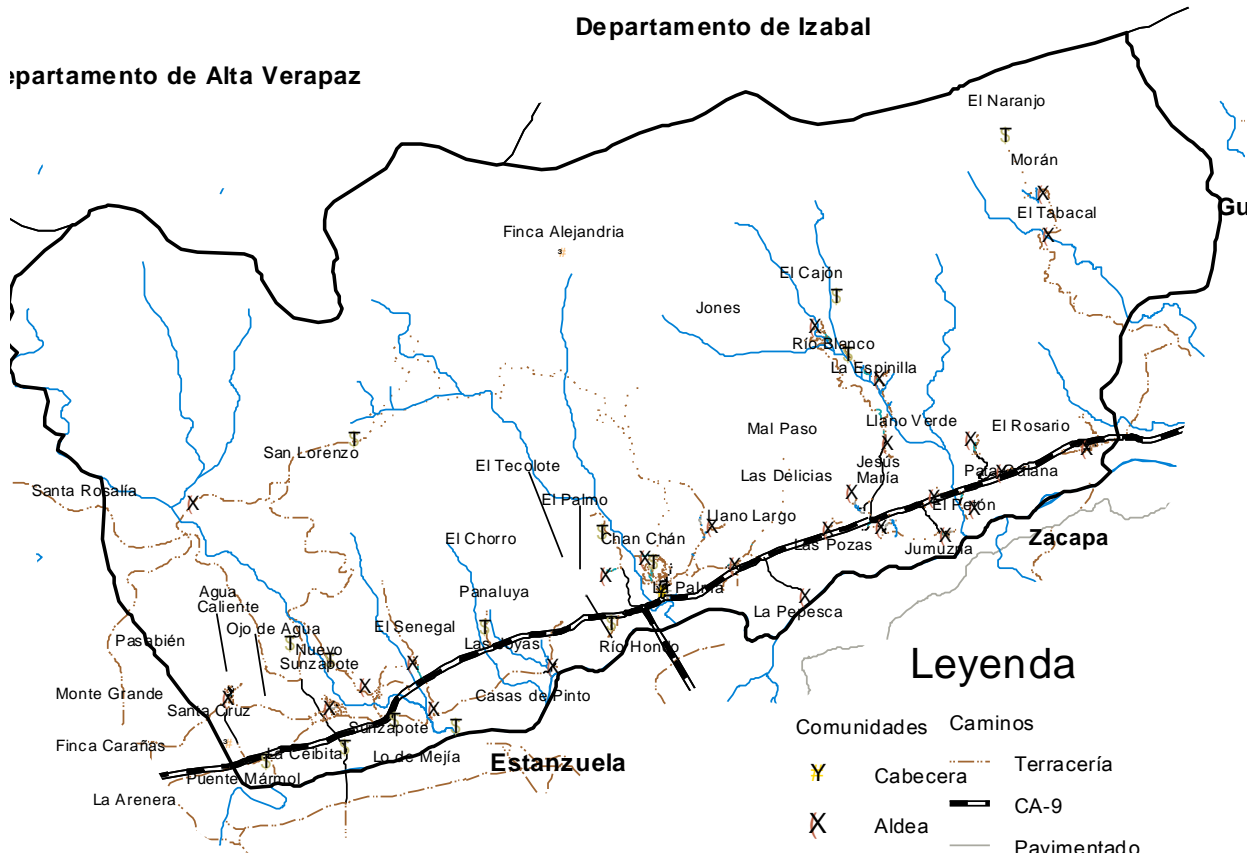 Departamento de Izabal
epartamento de Alta Verapaz
El Naranjo
Morán
El Tabacal
Gu
Finca Alejandria
El Cajón
Jones
Río Blanco
La Espinilla
Llano Verde
El Rosario
Mal Paso
San Lorenzo
El Tecolote
Las Delicias
Jesús
María
Pata Galana
Santa Rosalía
El Palmo
El Petón
Llano Largo
El Chorro
Chan Chán
Las Pozas
Jumuzna
Zacapa
Agua
Caliente
Panaluya
La Palma
La Pepesca
Ojo de Agua
El Senegal
Pasabién
Nuevo
Sunzapote
Las Joyas
Río Hondo
Leyenda
Monte Grande
Casas de Pinto
Santa Cruz
Sunzapote
Comunidades
Caminos
Finca Carañas
La Ceibita
Lo de Mejía
Estanzuela
Cabecera
Terracería
Puente Mármol
La Arenera
CA-9
Aldea
Pavimentado